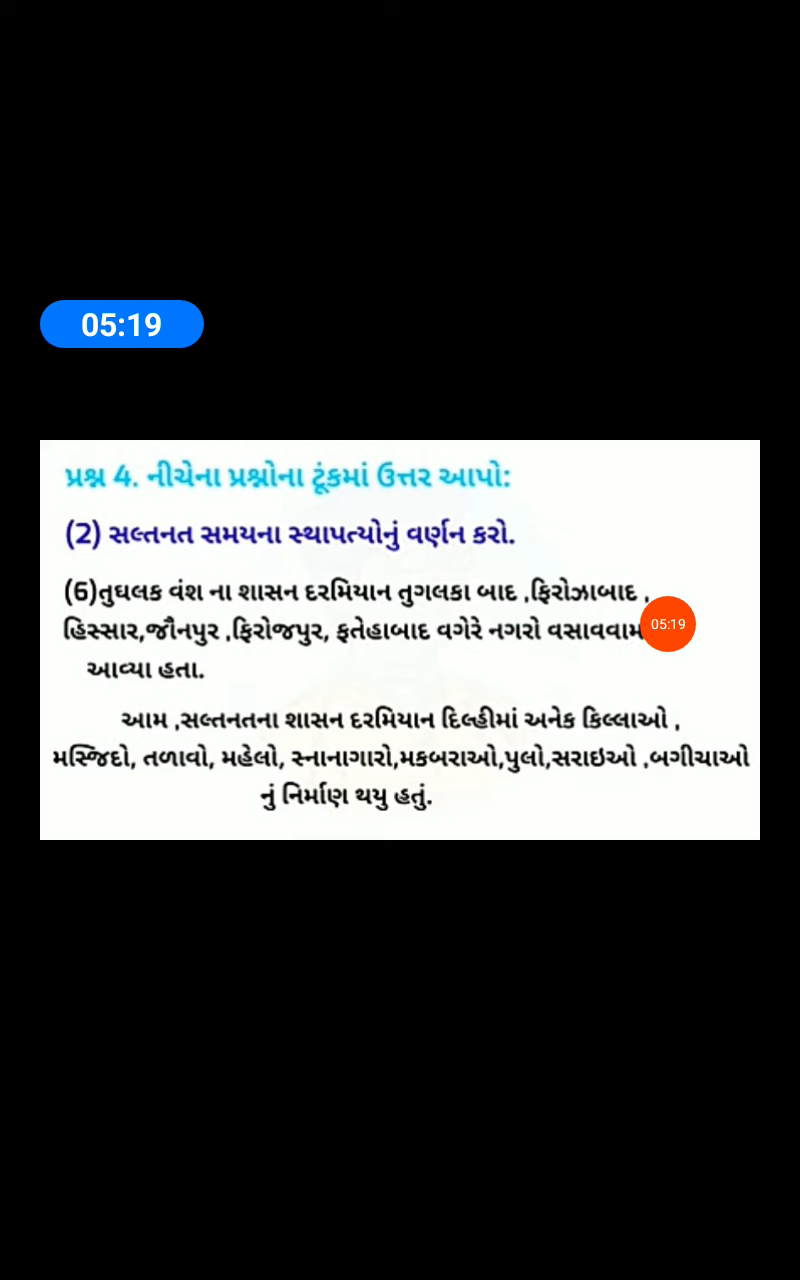 05:19
પ્રશ્ન 4. નીચેના પ્રશ્નોના ટૂંકમાં ઉત્તર આપો:
(2) સલ્તનત સમયના સ્થાપત્યોનું વર્ણન કરો.
(6)તુઘલક વંશ ના શાસન દરમિયાન તુગલકા બાદ ,ફિરોઝાબાદ ,
હિસ્સાર,જૌનપુર ,ફિરોજપુર, ફતેહાબાદ વગેરે નગરો
05:19
આવ્યા હતા.
આમ ,સલ્તનતના શાસન દરમિયાન દિલ્હીમાં અનેક કિલ્લાઓ ,
મસ્જિદો, તળાવો, મહેલો, સ્નાનાગારો,મકબરાઓ,પુલો,સરાઇઓ ,બગીચાઓ
નું નિર્માણ થયુ હતું.